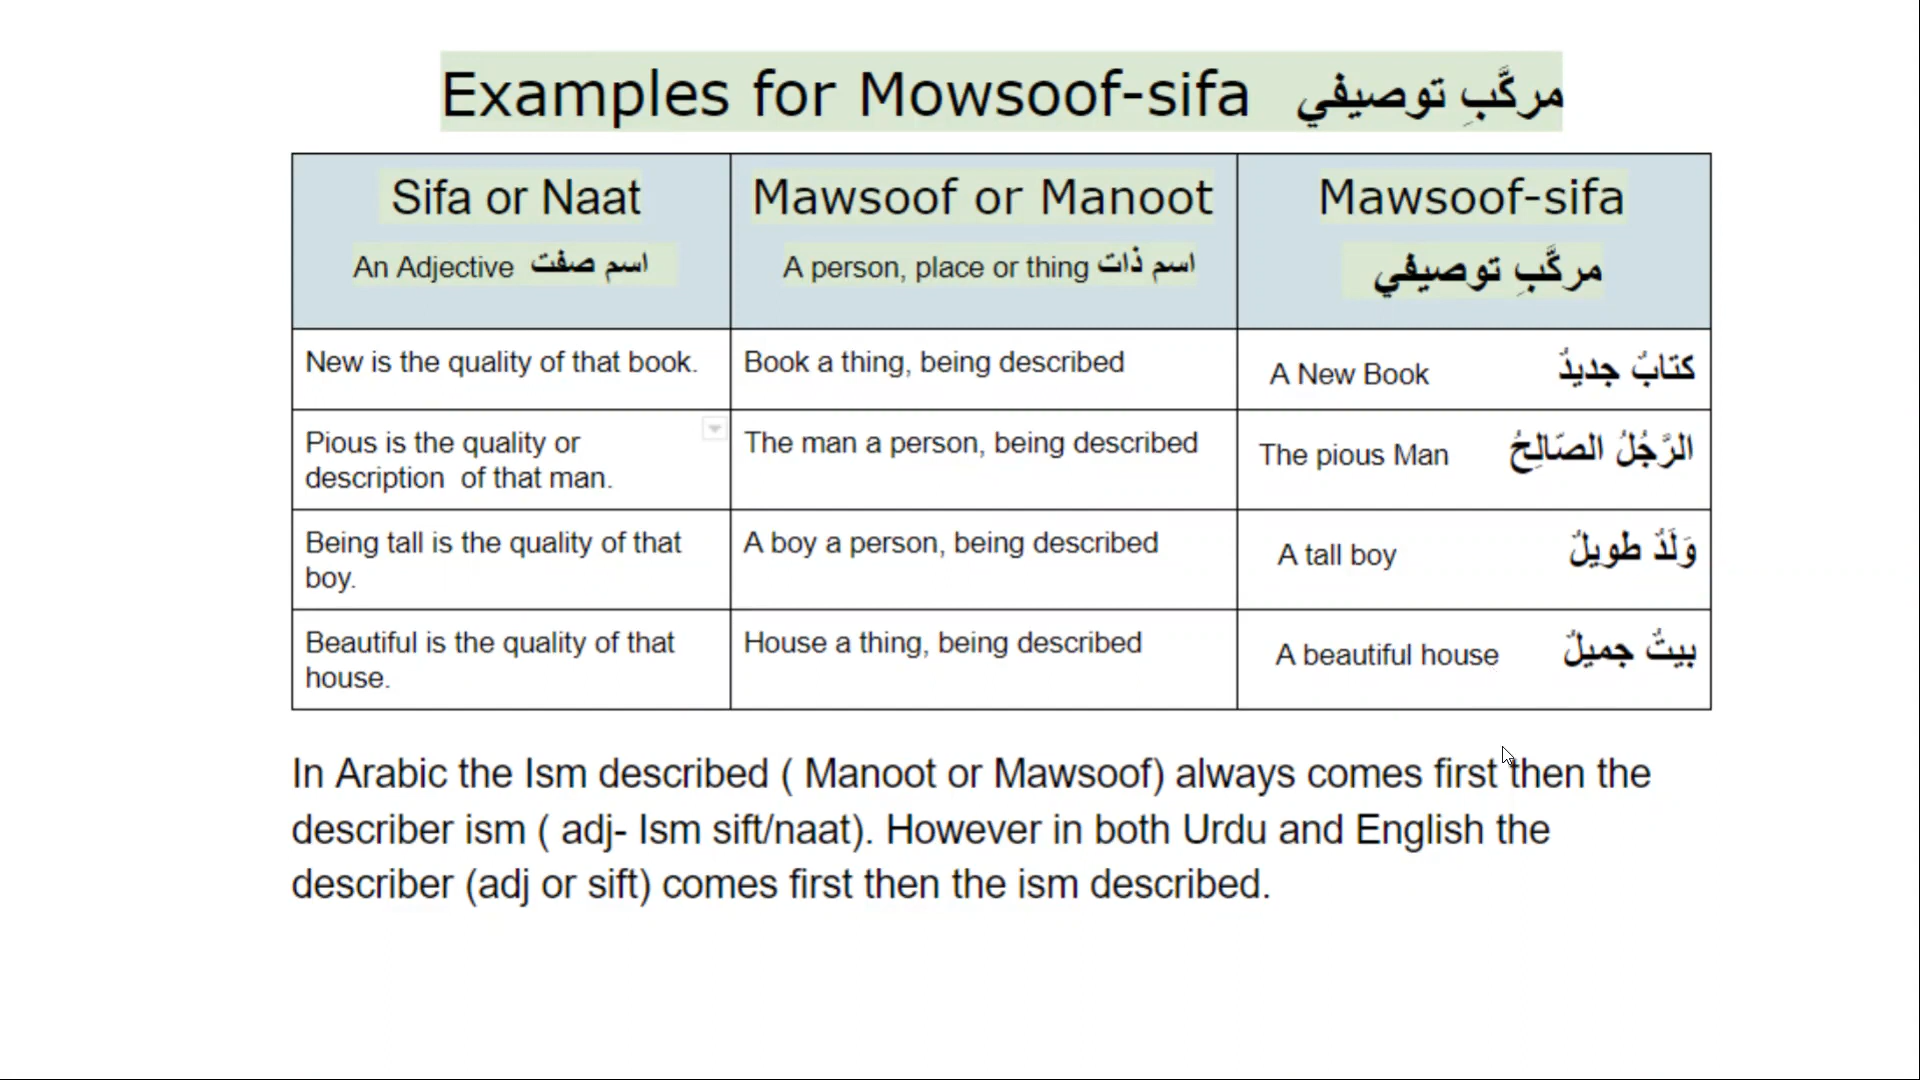 Examples for Mowsoof-sifa مركَّبِ توصيفي
Sifa or Naat
An Adjective اسم صفت
Mawsoof or Manoot
A person, place or thing اسم ذات
Mawsoof-sifa
مركَّبِ توصيفي
New is the quality of that book.
Book a thing, being described
A New Book كتابٌ جديدٌ
Pious is the quality or
description of that man.
The man a person, being described
The pious Man الرَّجُلُ الصّالِحُ
Being tall is the quality of that
boy.
A boy a person, being described
A tall boy وَلَدٌ طويلٌ
Beautiful is the quality of that
house.
House a thing, being described
A beautiful house بيتٌ جميلٌ
In Arabic the Ism described ( Manoot or Mawsoof) always comes first then the
describer ism ( adj- Ism sift/naat). However in both Urdu and English the
describer (adj or sift) comes first then the ism described.